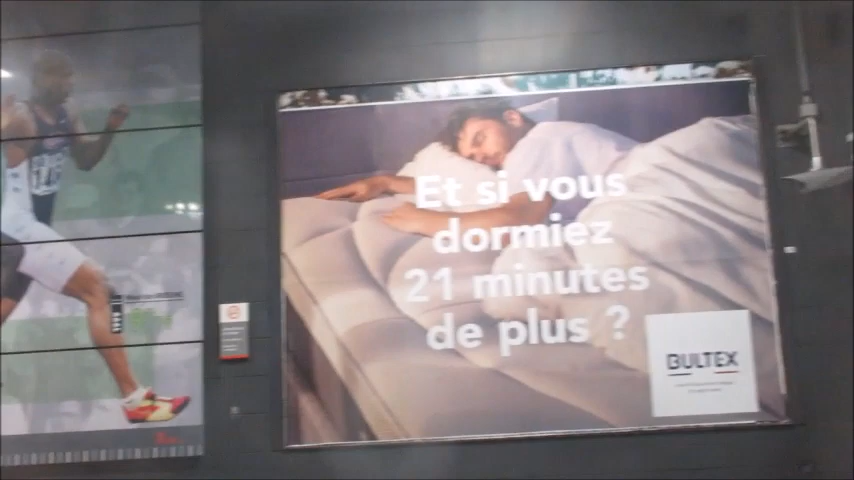 Et si vous
dormiez
21 minutes
de plus ?
BULTEX